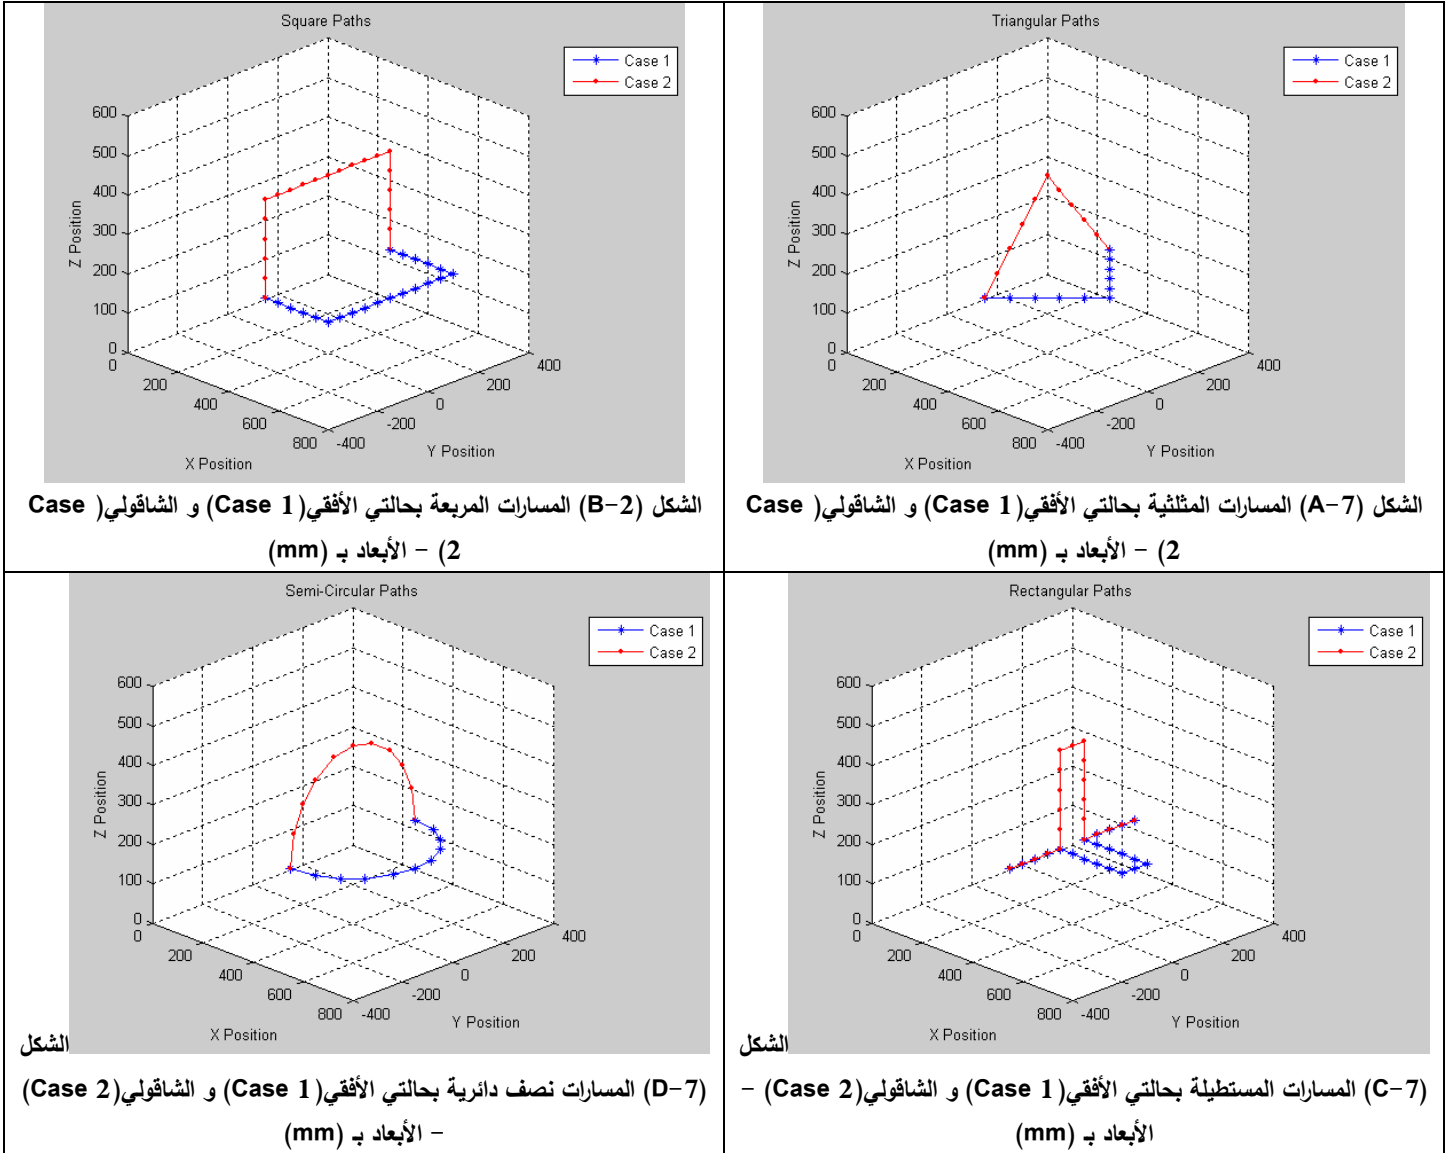 Square Paths
Case 1
Case 2
600
500
400
300
200
100
0
Z Position
0
200
400
600
800
X Position
-400
-200
0
200
400
Y Position
الشكل (2-B) المسارات المربعة بحالتي الأفقي(Case 1) و الشاقولي( Case
2) - الأبعاد بـ (mm)
Triangular Paths
Case 1
Case 2
600
500
400
300
200
100
0
Z Position
0
200
400
600
800
X Position
-400
-200
0
200
400
Y Position
الشكل (7-A) المسارات المثلثية بحالتي الأفقي(Case 1) و الشاقولي( Case
2) - الأبعاد بـ (mm)
Semi-Circular Paths
Case 1
Case 2
600
500
400
300
200
100
0
Z Position
0
200
400
600
800
X Position
-400
-200
0
200
400
Y Position
الشكل
(7-D) المسارات نصف دائرية بحالتي الأفقي(Case 1) و الشاقولي(Case 2)
- الأبعاد بـ (mm)
Rectangular Paths
Case 1
Case 2
600
500
400
300
200
100
0
Z Position
0
200
400
600
800
X Position
-400
-200
0
200
400
Y Position
الشكل
(7-C) المسارات المستطيلة بحالتي الأفقي(Case 1) و الشاقولي(Case 2) -
الأبعاد بـ (mm)